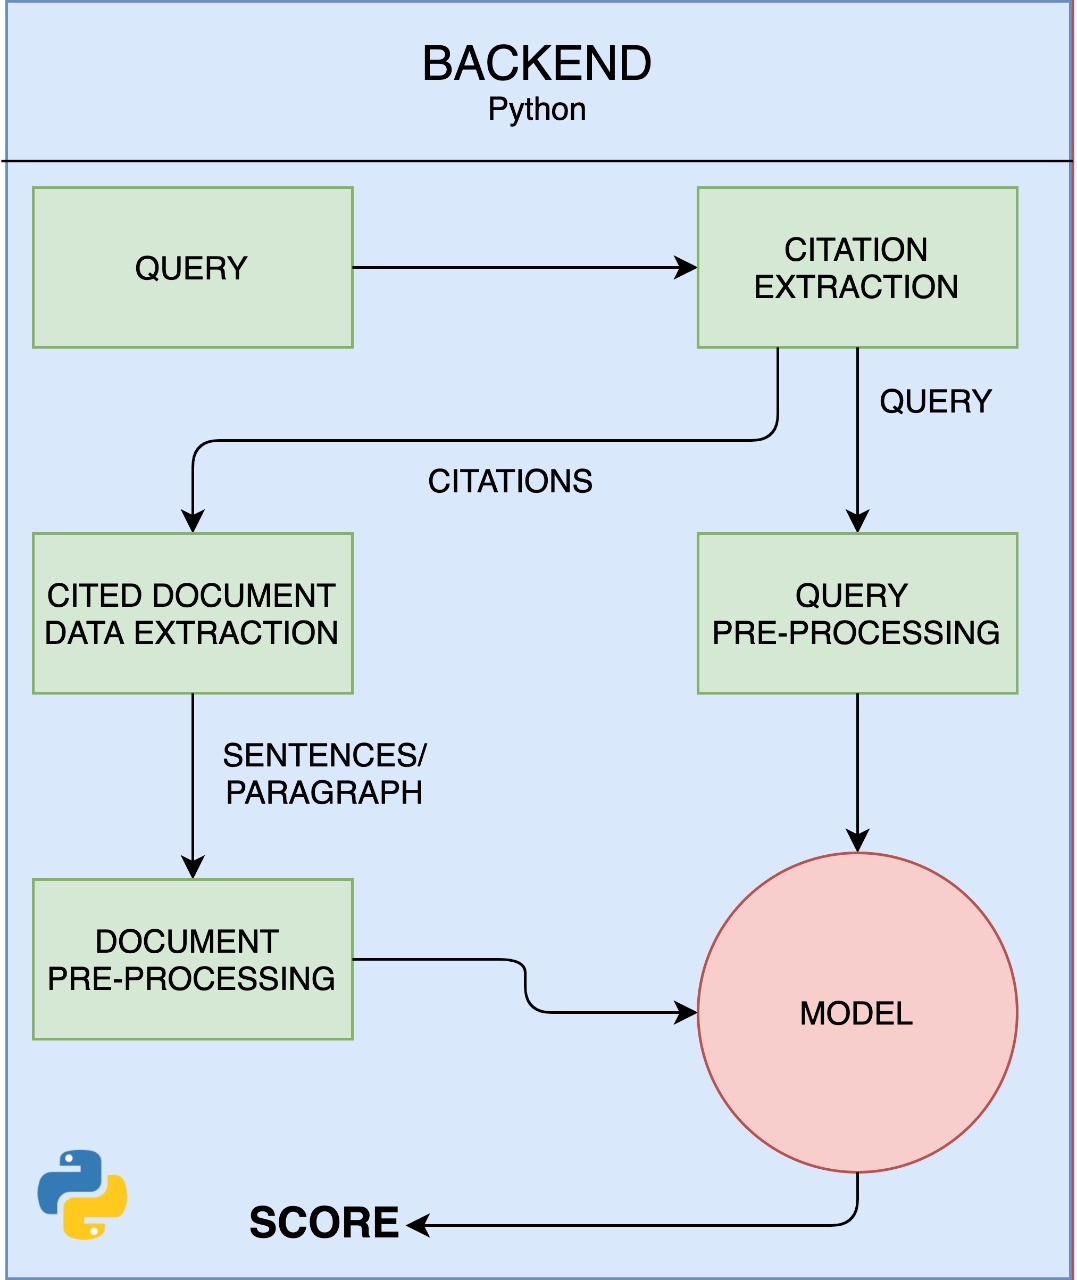 BACKEND
Python
QUERY
CITATION
EXTRACTION
QUERY
CITATIONS
CITED DOCUMENT
DATA EXTRACTION
QUERY
PRE-PROCESSING
SENTENCES/
PARAGRAPH
DOCUMENT
PRE-PROCESSING
MODEL
SCORE